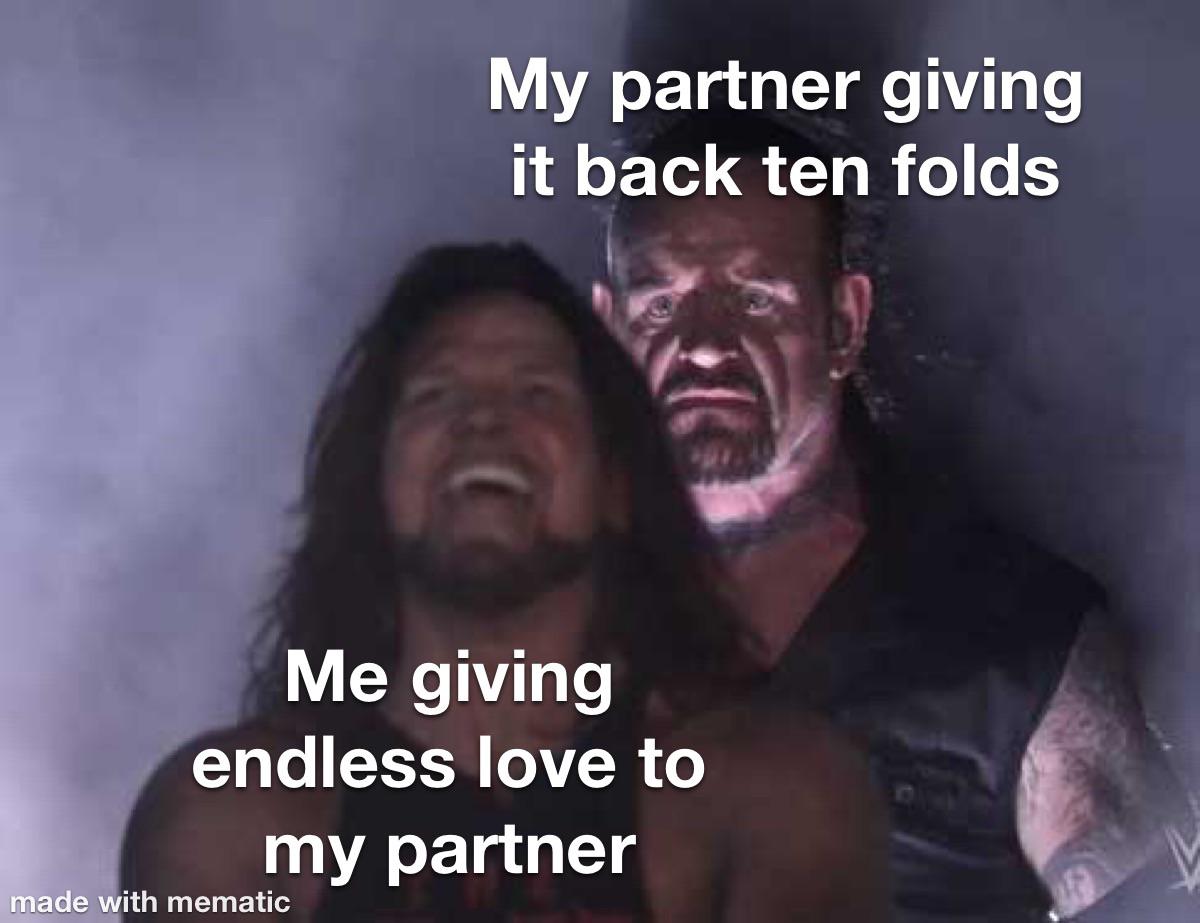 My partner giving
it back ten folds
Me giving
endless love to
my partner
made with mematic
W